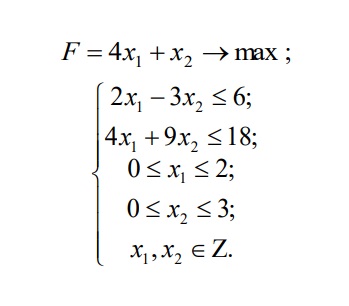 F = 4x₁ + x₂ → max ;
2x₁ − 3x₂ ≤ 6;
4x₁ + 9x₂ ≤ 18;
0 ≤ x₁ ≤ 2;
0 ≤ x₂ ≤ 3;
x₁, x₂ ∈ Z.